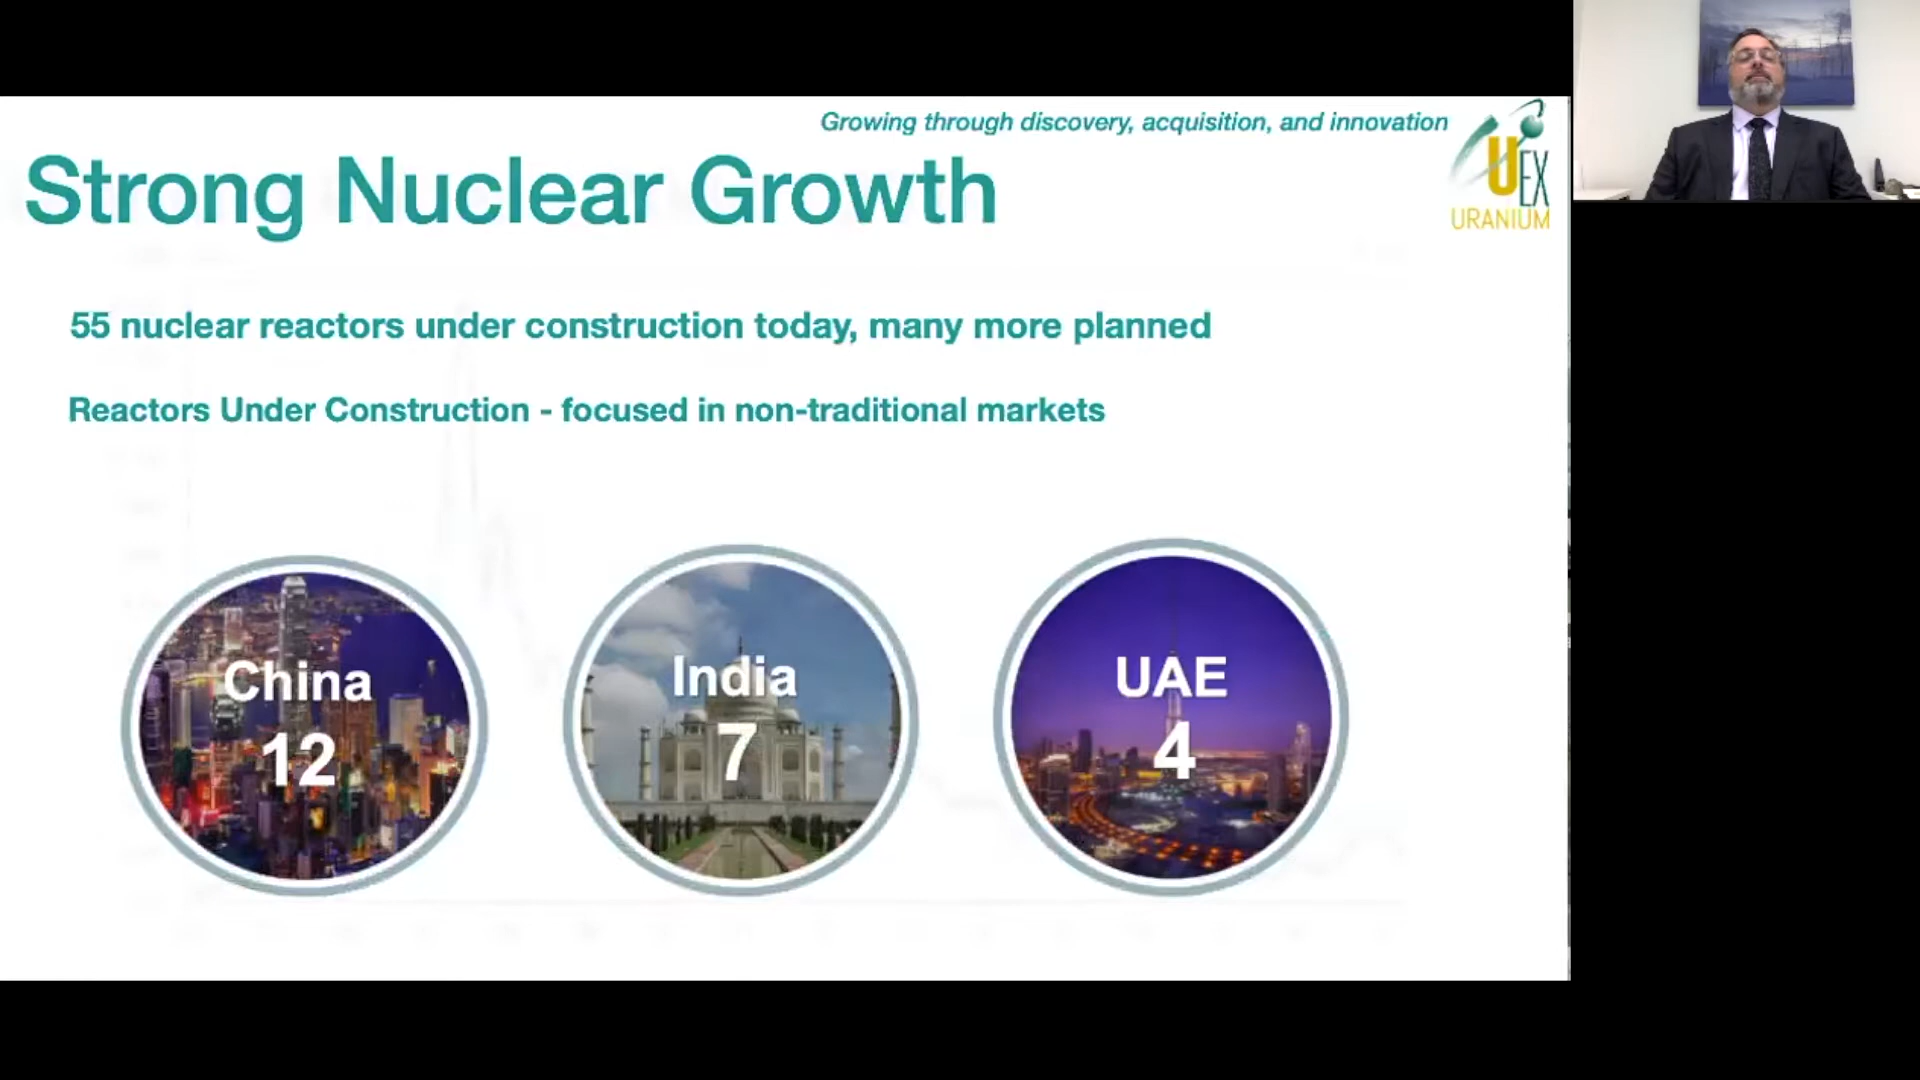 Growing through discovery, acquisition, and innovation
UEX
URANIUM
Strong Nuclear Growth
55 nuclear reactors under construction today, many more planned
Reactors Under Construction - focused in non-traditional markets
China
12
India
7
UAE
4